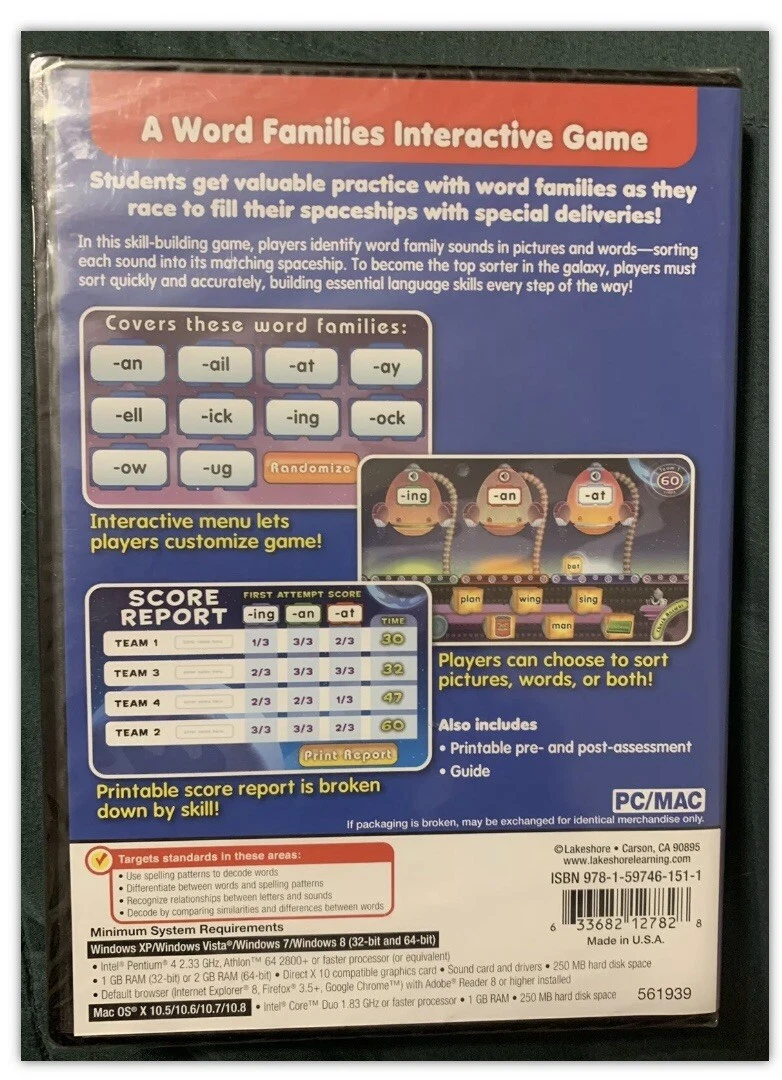 A Word Families Interactive Game
Students get valuable practice with word families as they
race to fill their spaceships with special deliveries!
In this skill-building game, players identify word family sounds in pictures and words—sorting
each sound into its matching spaceship. To become the top sorter in the galaxy, players must
sort quickly and accurately, building essential language skills every step of the way!
Covers these word families:
-an -ail -at -ay
-ell -ick -ing -ock
-ow -ug Randomize
Interactive menu lets
players customize game!
Team 1
60
-ing -an -at
bat
plan wing sing
man
Check Answer
Players can choose to sort
pictures, words, or both!
SCORE REPORT
FIRST ATTEMPT SCORE
-ing -an -at TIME
TEAM 1 1/3 3/3 2/3 30
TEAM 3 2/3 3/3 3/3 32
TEAM 4 2/3 2/3 1/3 47
TEAM 2 3/3 3/3 2/3 60
Print Report
Printable score report is broken
down by skill!
Also includes
• Printable pre- and post-assessment
• Guide
PC/MAC
If packaging is broken, may be exchanged for identical merchandise only.
Targets standards in these areas:
• Use spelling patterns to decode words
• Differentiate between words and spelling patterns
• Recognize relationships between letters and sounds
• Decode by comparing similarities and differences between words
©Lakeshore • Carson, CA 90895
www.lakeshorelearning.com
ISBN 978-1-59746-151-1
6 33682 12782 8
Made in U.S.A.
Minimum System Requirements
Windows XP/Windows Vista®/Windows 7/Windows 8 (32-bit and 64-bit)
• Intel® Pentium® 4 2.33 GHz, Athlon™ 64 2800+ or faster processor (or equivalent)
• 1 GB RAM (32-bit) or 2 GB RAM (64-bit) • Direct X 10 compatible graphics card • Sound card and drivers • 250 MB hard disk space
• Default browser (Internet Explorer® 8, Firefox® 3.5+, Google Chrome™) with Adobe® Reader 8 or higher installed
Mac OS® X 10.5/10.6/10.7/10.8 • Intel® Core™ Duo 1.83 GHz or faster processor • 1 GB RAM • 250 MB hard disk space
561939